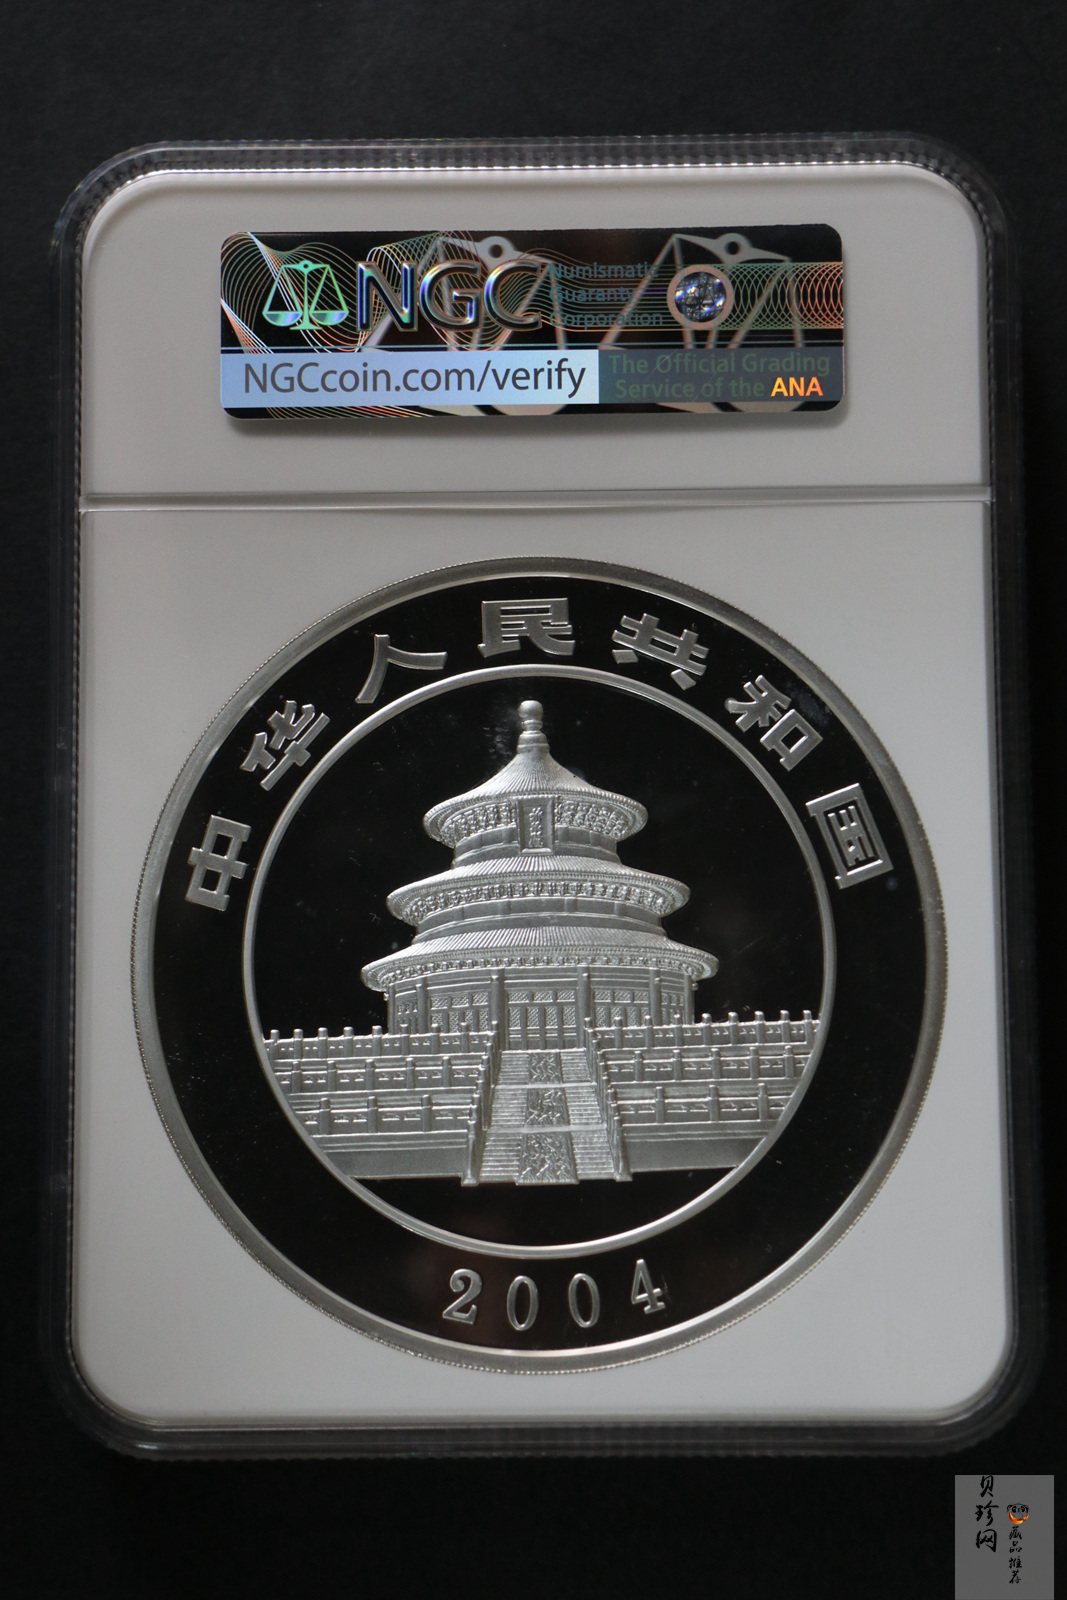 NGC
Numismatic
Guaranty
Corporation
NGCcoin.com/verify
The Official Grading
Service of the ANA
中华人民共和国
2004
贝珍网
藏品推荐